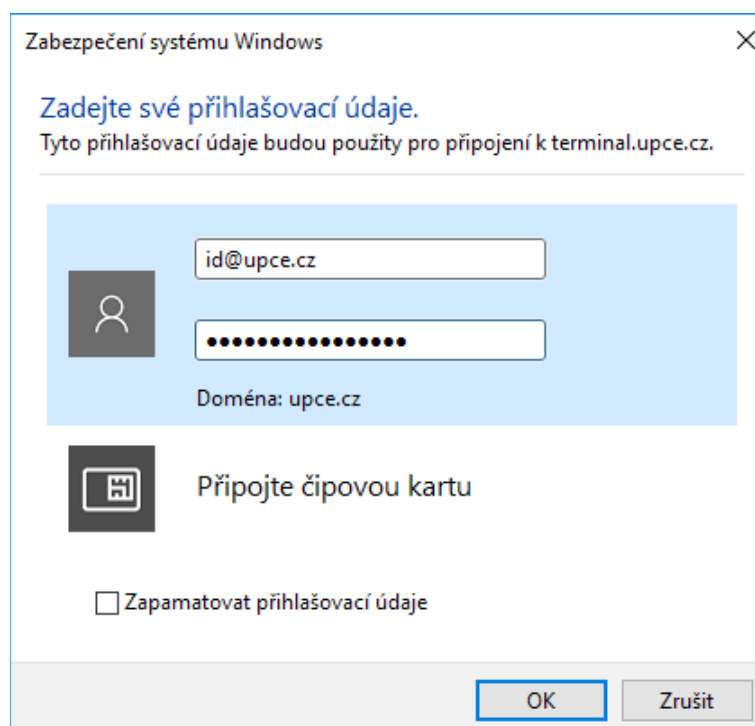 Zabezpečení systému Windows
Zadejte své přihlašovací údaje.
Tyto přihlašovací údaje budou použity pro připojení k terminal.upce.cz.
id@upce.cz
••••••••••••••••
Doména: upce.cz
Připojte čipovou kartu
Zapamatovat přihlašovací údaje
OK
Zrušit